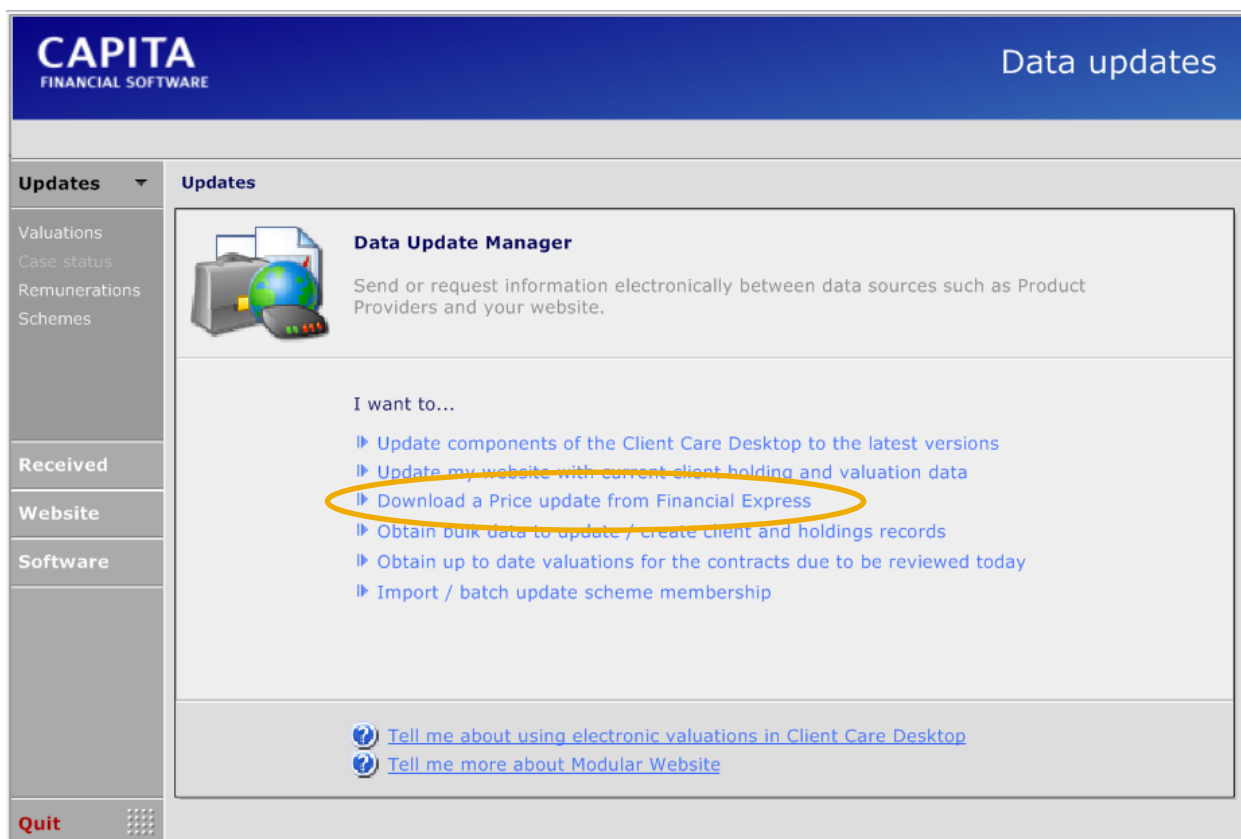 CAPITA
FINANCIAL SOFTWARE
Data updates
Updates
Valuations
Case status
Remunerations
Schemes
Received
Website
Software
Quit
Updates
Data Update Manager
Send or request information electronically between data sources such as Product
Providers and your website.
I want to...
Update components of the Client Care Desktop to the latest versions
Update my website with current client holding and valuation data
Download a Price update from Financial Express
Obtain bulk data to update / create client and holdings records
Obtain up to date valuations for the contracts due to be reviewed today
Import / batch update scheme membership
Tell me about using electronic valuations in Client Care Desktop
Tell me more about Modular Website